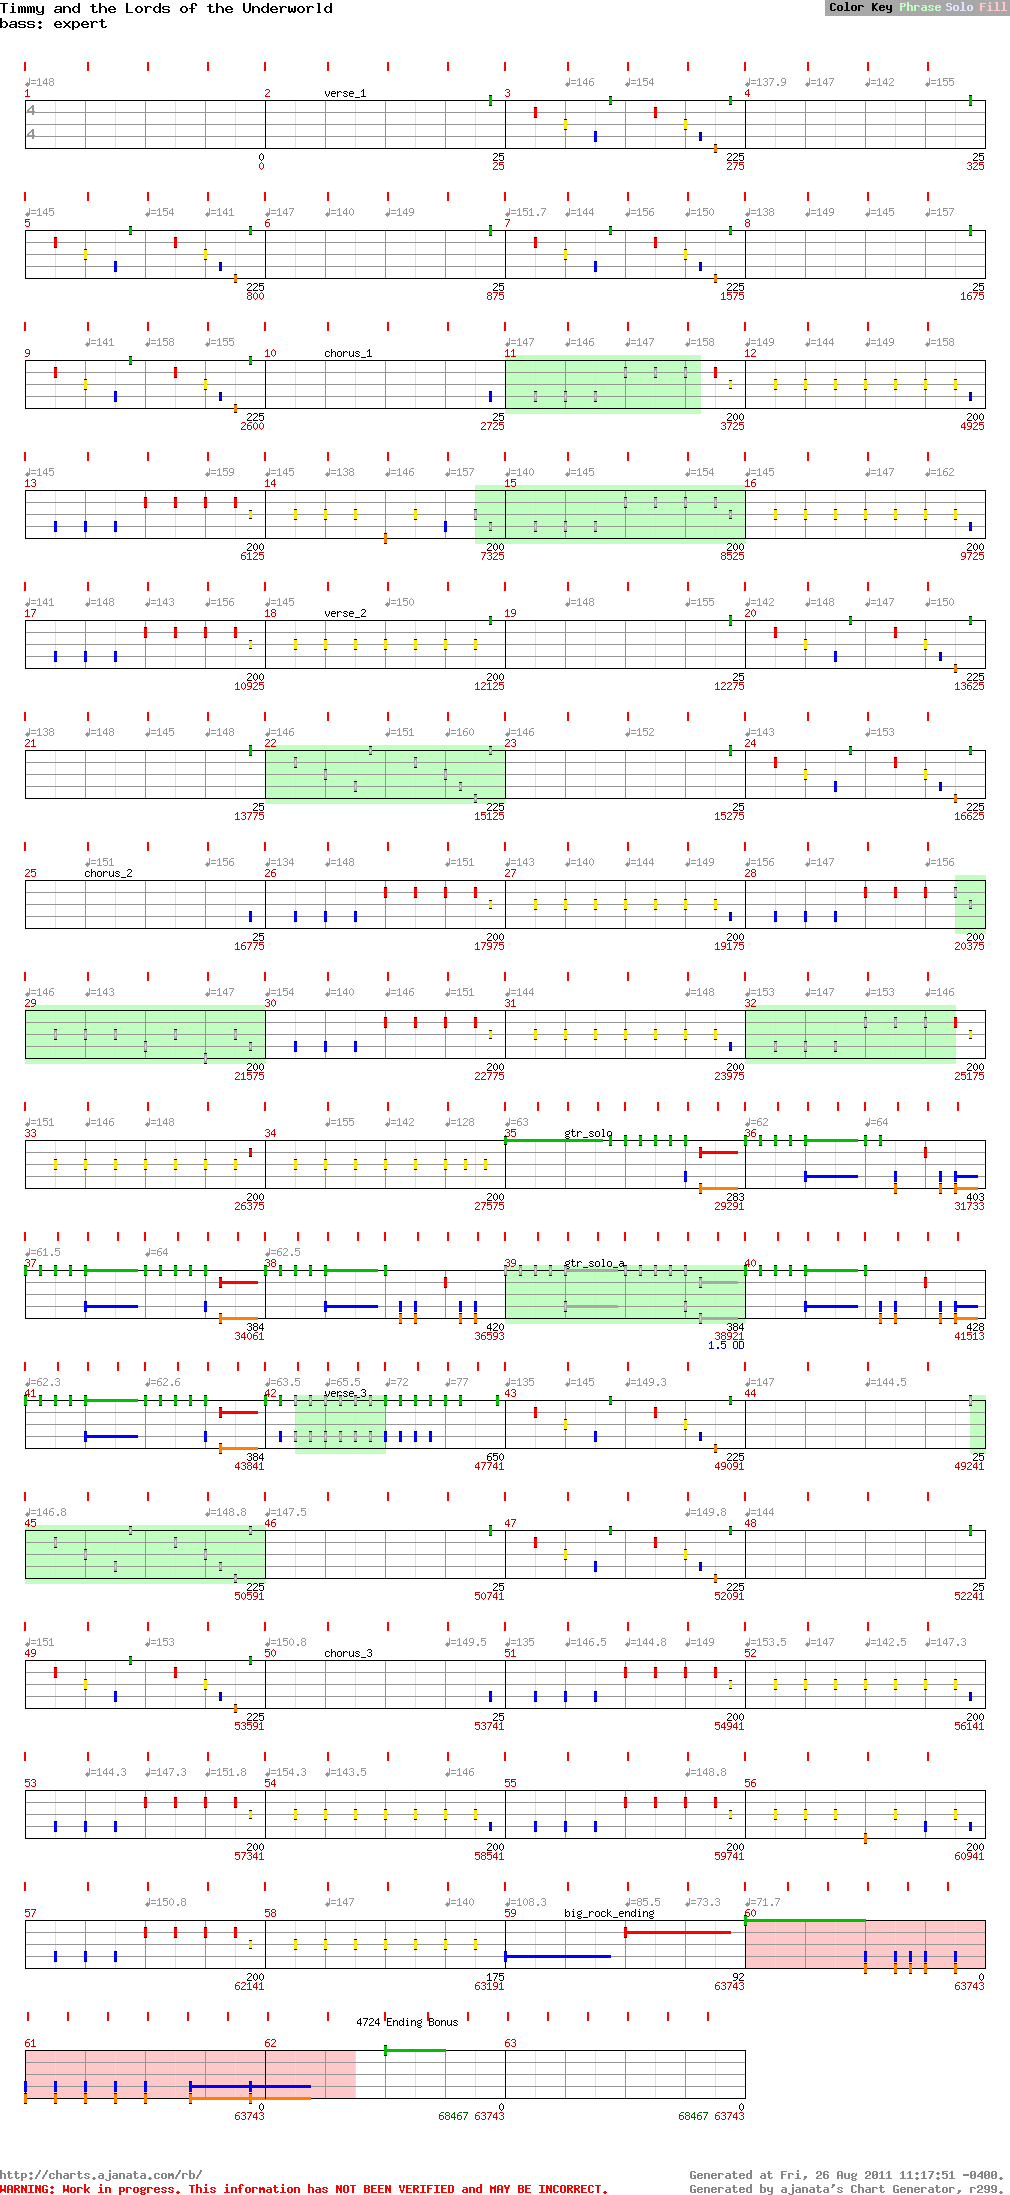 Timmy and the Lords of the Underworld
bass: expert
Color Key Phrase Solo Fill
♩=148 ♩=146 ♩=154 ♩=137.9 ♩=147 ♩=142 ♩=155
1 2 verse_1 3 4
4
4
0 25 225 25
0 25 275 325
♩=145 ♩=154 ♩=141 ♩=147 ♩=140 ♩=149 ♩=151.7 ♩=144 ♩=156 ♩=150 ♩=138 ♩=149 ♩=145 ♩=157
5 6 7 8
225 25 225 25
800 875 1575 1675
♩=141 ♩=158 ♩=155 ♩=147 ♩=146 ♩=147 ♩=158 ♩=149 ♩=144 ♩=149 ♩=158
9 10 chorus_1 11 12
225 25 200 200
2600 2725 3725 4925
♩=145 ♩=159 ♩=145 ♩=138 ♩=146 ♩=157 ♩=140 ♩=145 ♩=154 ♩=145 ♩=147 ♩=162
13 14 15 16
200 200 200 200
6125 7325 8525 9725
♩=141 ♩=148 ♩=143 ♩=156 ♩=145 ♩=150 ♩=148 ♩=155 ♩=142 ♩=148 ♩=147 ♩=150
17 18 verse_2 19 20
200 200 25 225
10925 12125 12275 13625
♩=138 ♩=148 ♩=145 ♩=148 ♩=146 ♩=151 ♩=160 ♩=146 ♩=152 ♩=143 ♩=153
21 22 23 24
25 225 25 225
13775 15125 15275 16625
♩=151 ♩=156 ♩=134 ♩=148 ♩=151 ♩=143 ♩=140 ♩=144 ♩=149 ♩=156 ♩=147 ♩=156
25 chorus_2 26 27 28
25 200 200 200
16775 17975 19175 20375
♩=146 ♩=143 ♩=147 ♩=154 ♩=140 ♩=146 ♩=151 ♩=144 ♩=148 ♩=153 ♩=147 ♩=153 ♩=146
29 30 31 32
200 200 200 200
21575 22775 23975 25175
♩=151 ♩=146 ♩=148 ♩=155 ♩=142 ♩=128 ♩=63 ♩=62 ♩=64
33 34 35 gtr_solo 36
200 200 283 403
26375 27575 29291 31733
♩=61.5 ♩=64 ♩=62.5
37 38 39 gtr_solo_a 40
384 420 384 428
34061 36593 38921 41513
1.5 OD
♩=62.3 ♩=62.6 ♩=63.5 ♩=65.5 ♩=72 ♩=77 ♩=135 ♩=145 ♩=149.3 ♩=147 ♩=144.5
41 42 verse_3 43 44
384 650 225 25
43841 47741 49091 49241
♩=146.8 ♩=148.8 ♩=147.5 ♩=149.8 ♩=144
45 46 47 48
225 25 225 25
50591 50741 52091 52241
♩=151 ♩=153 ♩=150.8 ♩=149.5 ♩=135 ♩=146.5 ♩=144.8 ♩=149 ♩=153.5 ♩=147 ♩=142.5 ♩=147.3
49 50 chorus_3 51 52
225 25 200 200
53591 53741 54941 56141
♩=144.3 ♩=147.3 ♩=151.8 ♩=154.3 ♩=143.5 ♩=146 ♩=148.8
53 54 55 56
200 200 200 200
57341 58541 59741 60941
♩=150.8 ♩=147 ♩=140 ♩=108.3 ♩=85.5 ♩=73.3 ♩=71.7
57 58 59 big_rock_ending 60
200 175 92 0
62141 63191 63743 63743
4724 Ending Bonus
61 62 63
0 0 0
63743 68467 63743 68467 63743
http://charts.ajanata.com/rb/
Generated at Fri, 26 Aug 2011 11:17:51 -0400.
WARNING: Work in progress. This information has NOT BEEN VERIFIED and MAY BE INCORRECT.
Generated by ajanata's Chart Generator, r299.